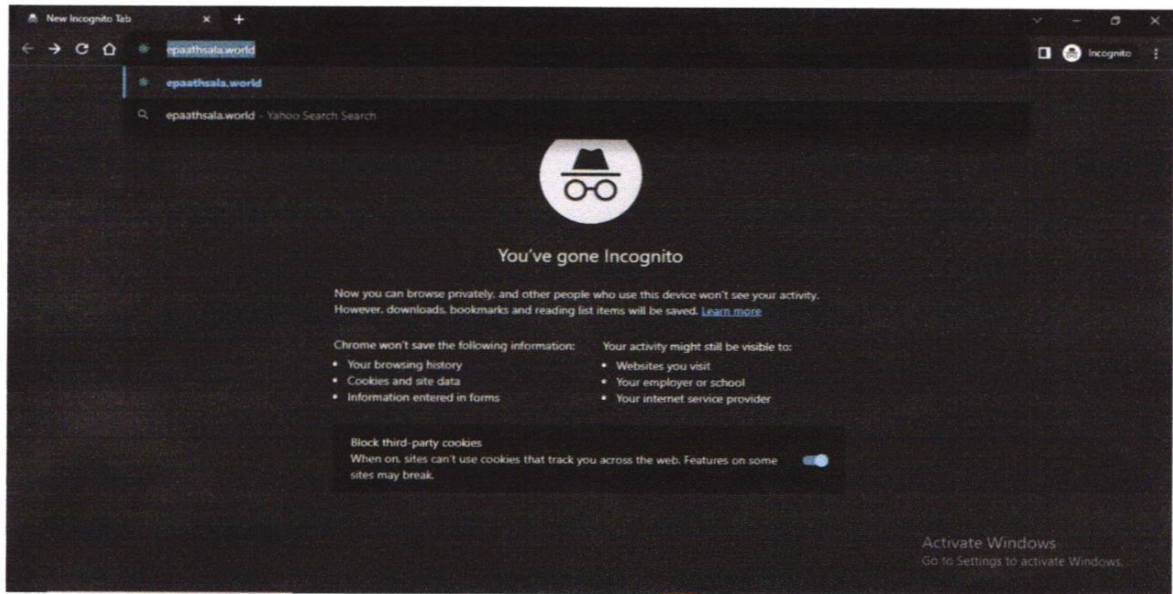 New Incognito Tab
epaathsala.world
Incognito
epaathsala.world
epaathsala.world - Yahoo Search Search
You've gone Incognito
Now you can browse privately, and other people who use this device won't see your activity.
However, downloads, bookmarks and reading list items will be saved. Learn more
Chrome won't save the following information:
• Your browsing history
• Cookies and site data
• Information entered in forms
Your activity might still be visible to:
• Websites you visit
• Your employer or school
• Your internet service provider
Block third-party cookies
When on, sites can't use cookies that track you across the web. Features on some
sites may break.
Activate Windows
Go to Settings to activate Windows.